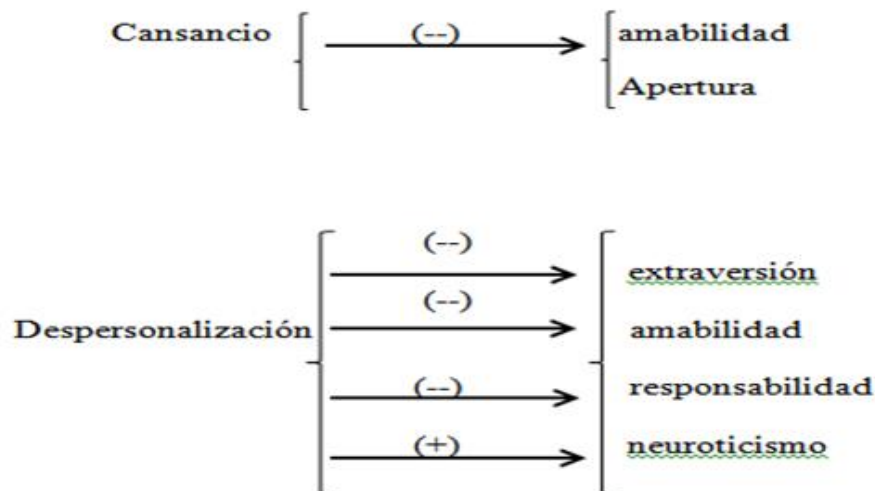 Cansancio (--) amabilidad
Apertura
(--)
extraversión
(--)
Despersonalización amabilidad
(--) responsabilidad
(+) neuroticismo